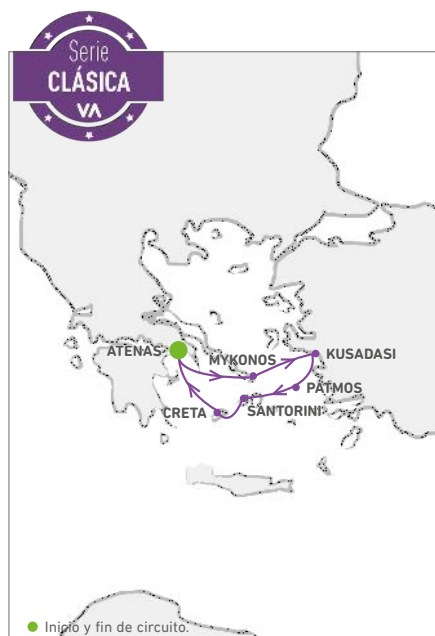 Serie
CLÁSICA
VA
ATENAS
MYKONOS
KUSADASI
PATMOS
CRETA
SANTORINI
Inicio y fin de circuito.